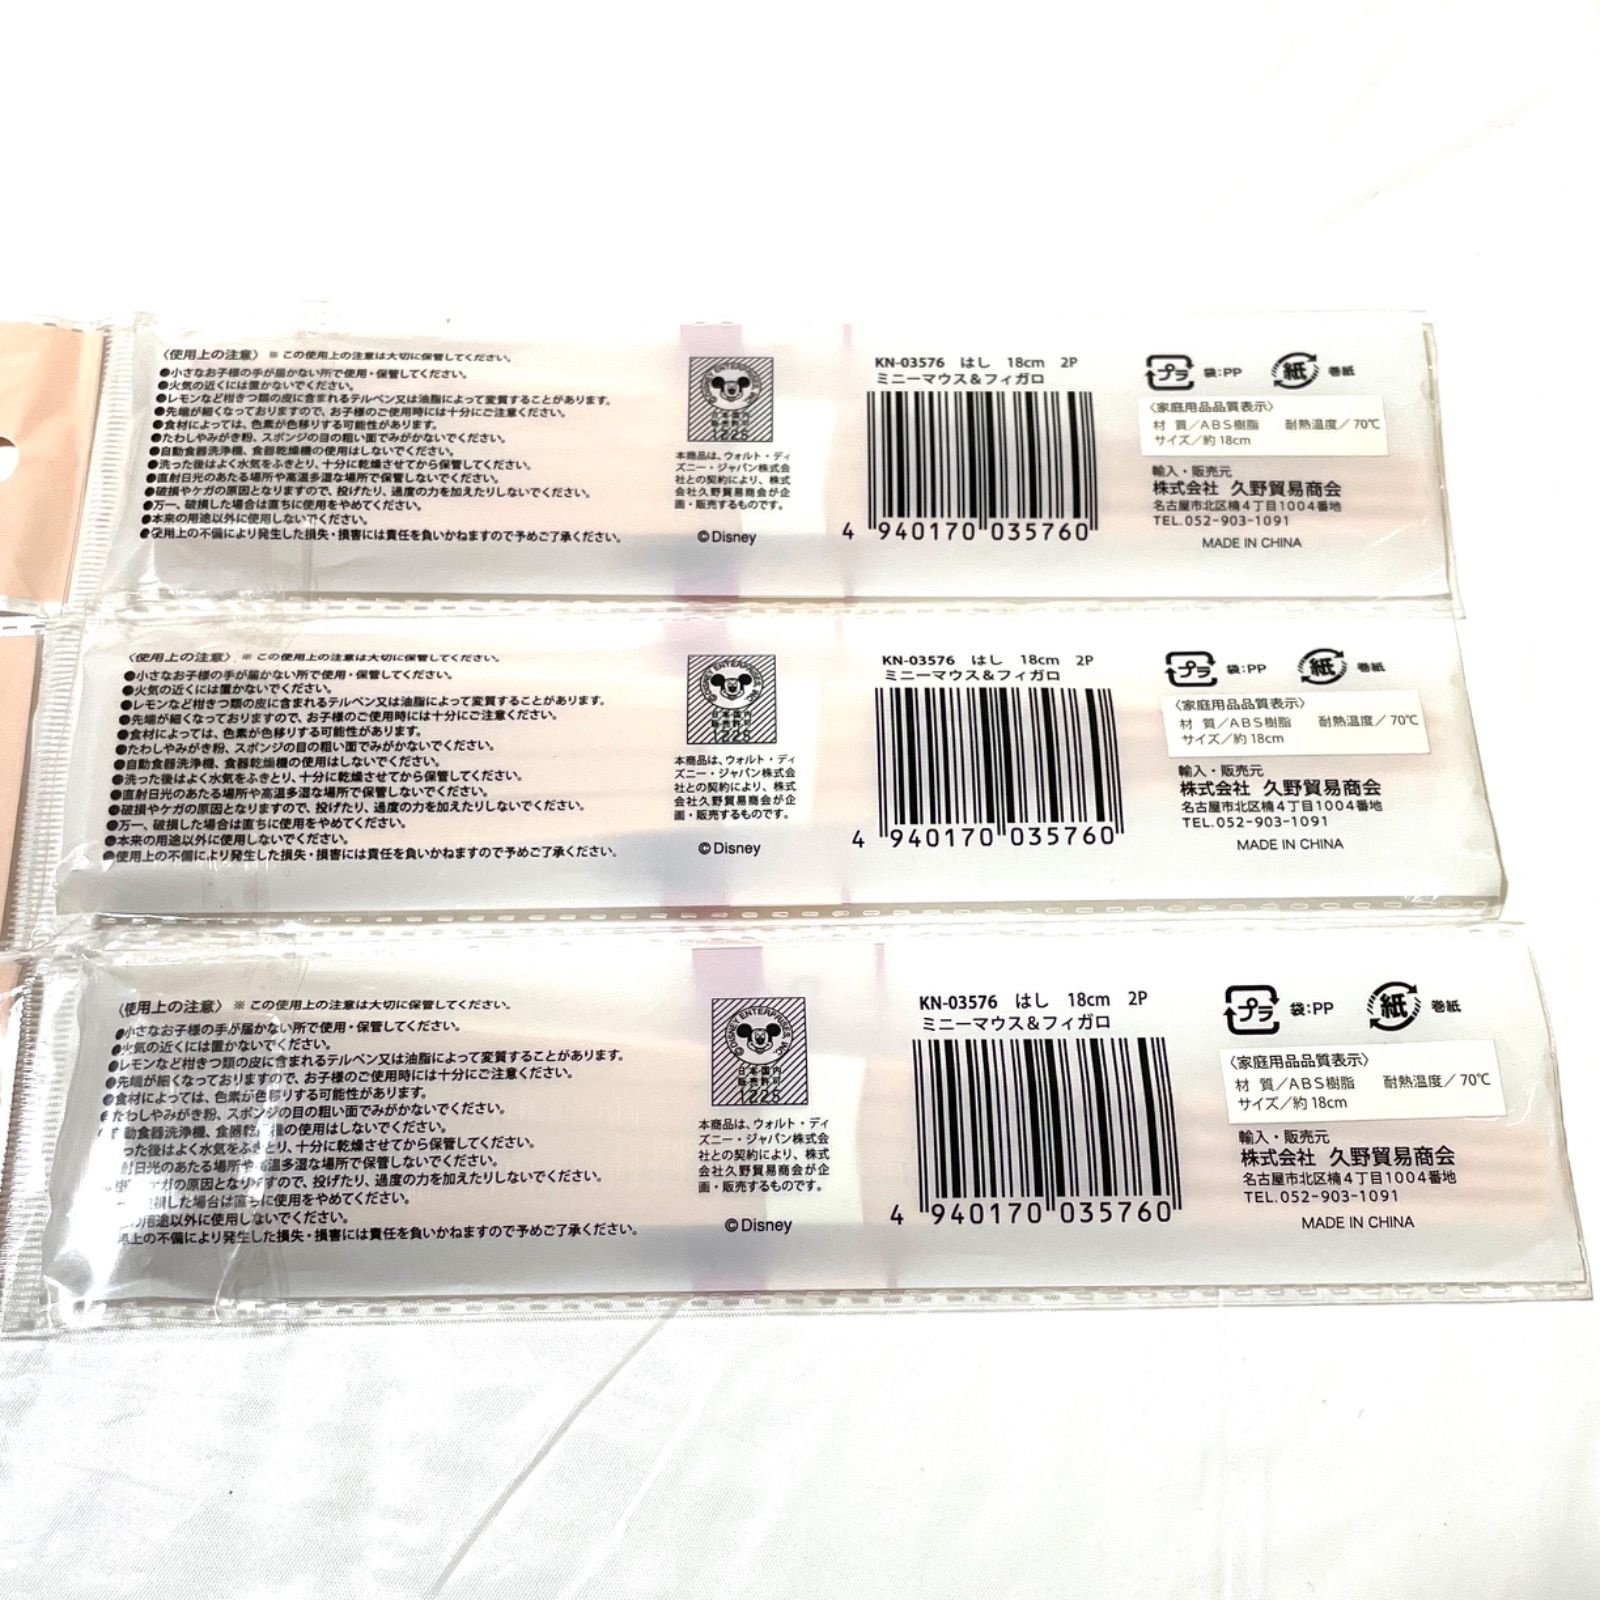 〈使用上の注意〉 ※ この使用上の注意は大切に保管してください。
●小さなお子様の手が届かない所で使用・保管してください。
●火気の近くには置かないでください。
●レモンなど柑きつ類の皮に含まれるテルペン又は油脂によって変質することがあります。
●先端が細くなっておりますので、お子様のご使用時には十分にご注意ください。
●食材によっては、色素が色移りする可能性があります。
●たわしやみがき粉、スポンジの目の粗い面でみがかないでください。
●自動食器洗浄機、食器乾燥機の使用はしないでください。
●洗った後はよく水気をふきとり、十分に乾燥させてから保管してください。
●直射日光のあたる場所や高温多湿な場所で保管しないでください。
●破損やケガの原因となりますので、投げたり、過度の力を加えたりしないでください。
●万一、破損した場合は直ちに使用をやめてください。
●本来の用途以外に使用しないでください。
●使用上の不備により発生した損失・損害には責任を負いかねますので予めご了承ください。
©DISNEY ENTERPRISES, INC.
日本国内
販売許可
1225
本商品は、ウォルト・ディ
ズニー・ジャパン株式会
社との契約により、株式
会社久野貿易商会が企
画・販売するものです。
©Disney
KN-03576 はし 18cm 2P
ミニーマウス＆フィガロ
4 940170 035760
プラ 袋:PP 紙 巻紙
〈家庭用品品質表示〉
材 質／ABS樹脂 耐熱温度／70℃
サイズ／約18cm
輸入・販売元
株式会社 久野貿易商会
名古屋市北区楠4丁目1004番地
TEL.052-903-1091
MADE IN CHINA
〈使用上の注意〉 ※ この使用上の注意は大切に保管してください。
●小さなお子様の手が届かない所で使用・保管してください。
●火気の近くには置かないでください。
●レモンなど柑きつ類の皮に含まれるテルペン又は油脂によって変質することがあります。
●先端が細くなっておりますので、お子様のご使用時には十分にご注意ください。
●食材によっては、色素が色移りする可能性があります。
●たわしやみがき粉、スポンジの目の粗い面でみがかないでください。
●自動食器洗浄機、食器乾燥機の使用はしないでください。
●洗った後はよく水気をふきとり、十分に乾燥させてから保管してください。
●直射日光のあたる場所や高温多湿な場所で保管しないでください。
●破損やケガの原因となりますので、投げたり、過度の力を加えたりしないでください。
●万一、破損した場合は直ちに使用をやめてください。
●本来の用途以外に使用しないでください。
●使用上の不備により発生した損失・損害には責任を負いかねますので予めご了承ください。
©DISNEY ENTERPRISES, INC.
日本国内
販売許可
1225
本商品は、ウォルト・ディ
ズニー・ジャパン株式会
社との契約により、株式
会社久野貿易商会が企
画・販売するものです。
©Disney
KN-03576 はし 18cm 2P
ミニーマウス＆フィガロ
4 940170 035760
プラ 袋:PP 紙 巻紙
〈家庭用品品質表示〉
材 質／ABS樹脂 耐熱温度／70℃
サイズ／約18cm
輸入・販売元
株式会社 久野貿易商会
名古屋市北区楠4丁目1004番地
TEL.052-903-1091
MADE IN CHINA
〈使用上の注意〉 ※ この使用上の注意は大切に保管してください。
●小さなお子様の手が届かない所で使用・保管してください。
●火気の近くには置かないでください。
●レモンなど柑きつ類の皮に含まれるテルペン又は油脂によって変質することがあります。
●先端が細くなっておりますので、お子様のご使用時には十分にご注意ください。
●食材によっては、色素が色移りする可能性があります。
●たわしやみがき粉、スポンジの目の粗い面でみがかないでください。
動食器洗浄機、食器乾 機の使用はしないでください。
った後はよく水気をふきとり、十分に乾燥させてから保管してください。
射日光のあたる場所や高温多湿な場所で保管しないでください。
ケガの原因となりますので、投げたり、過度の力を加えたりしないでください。
損した場合は直ちに使用をやめてください。
の用途以外に使用しないでください。
上の不備により発生した損失・損害には責任を負いかねますので予めご了承ください。
©DISNEY ENTERPRISES, INC.
日本国内
販売許可
1225
本商品は、ウォルト・ディ
ズニー・ジャパン株式会
社との契約により、株式
会社久野貿易商会が企
画・販売するものです。
©Disney
KN-03576 はし 18cm 2P
ミニーマウス＆フィガロ
4 940170 035760
プラ 袋:PP 紙 巻紙
〈家庭用品品質表示〉
材 質／ABS樹脂 耐熱温度／70℃
サイズ／約18cm
輸入・販売元
株式会社 久野貿易商会
名古屋市北区楠4丁目1004番地
TEL.052-903-1091
MADE IN CHINA